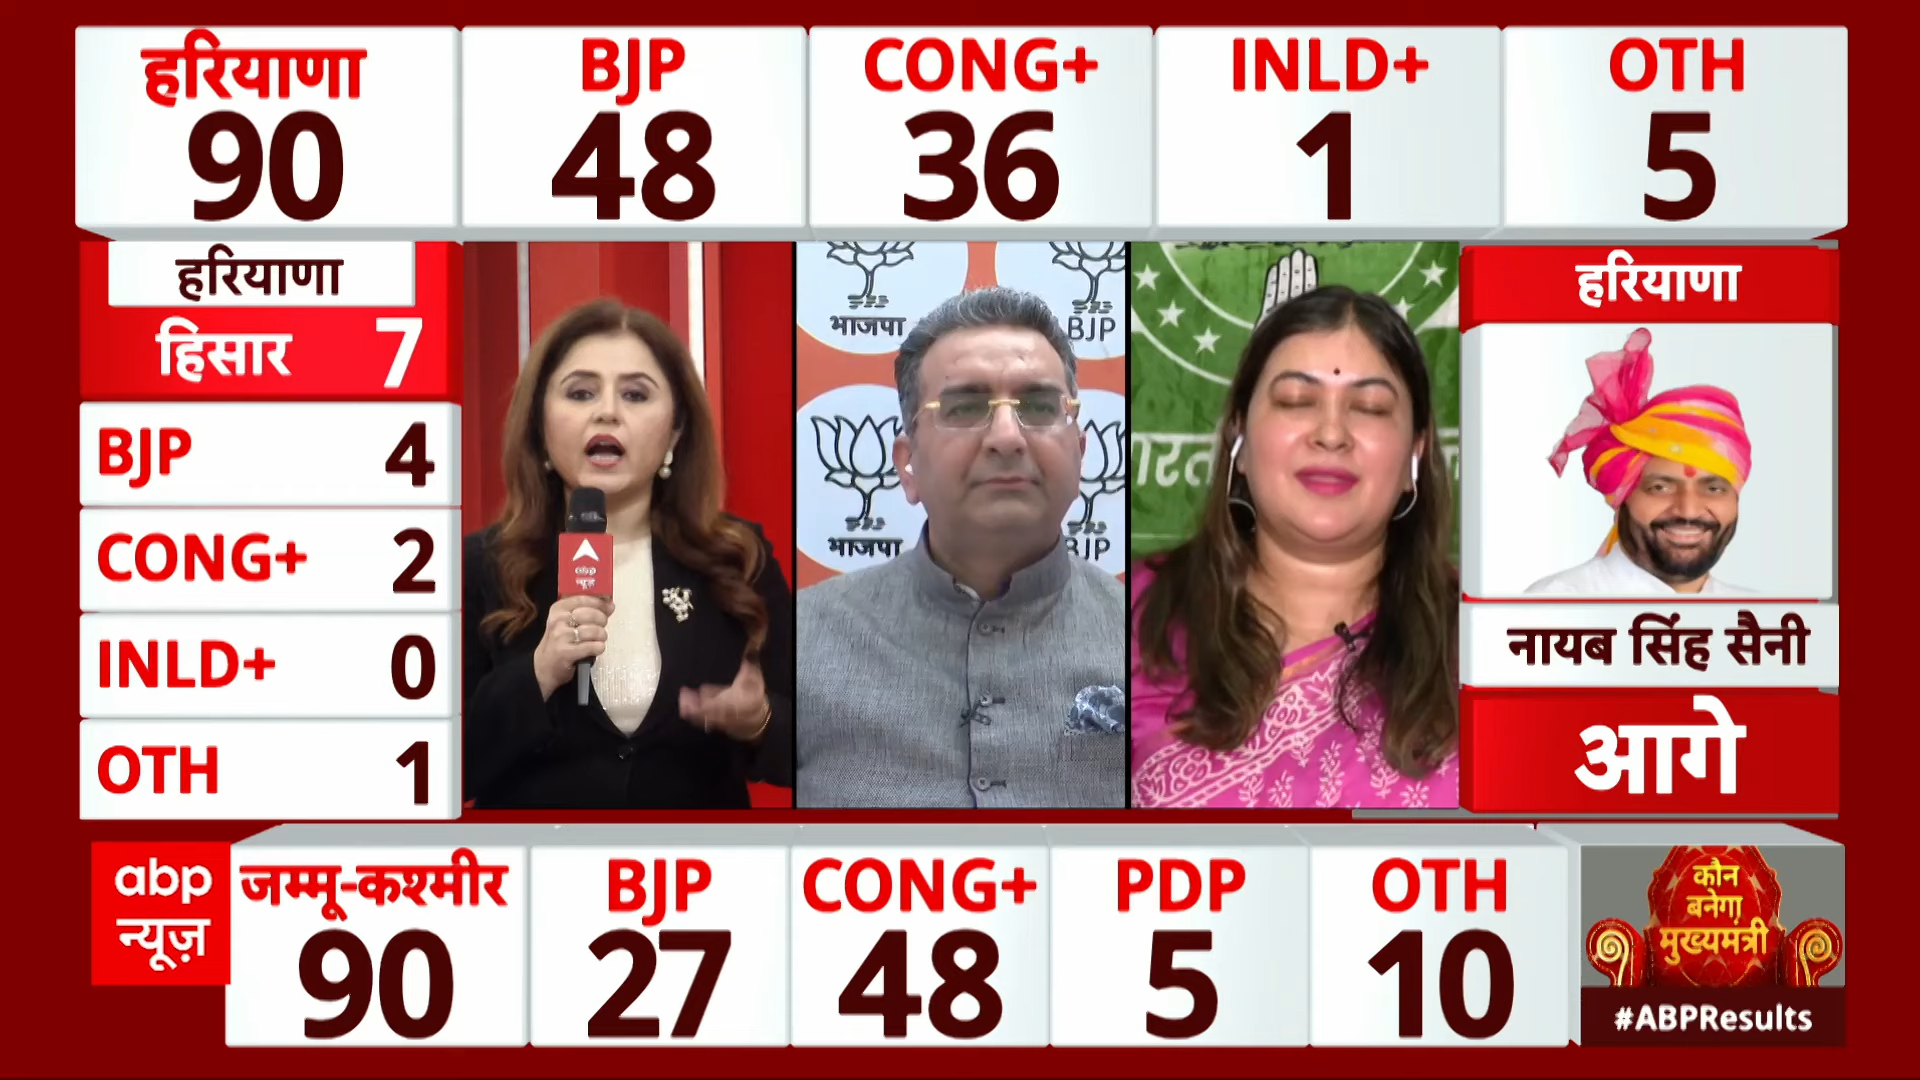 हरियाणा
90
BJP
48
CONG+
36
INLD+
1
OTH
5
हरियाणा
हिसार 7
BJP 4
CONG+ 2
INLD+ 0
OTH 1
abp
न्यूज़
भाजपा
BJP
भाजपा
BJP
GOD
हरियाणा
नायब सिंह सैनी
आगे
abp
न्यूज़
जम्मू-कश्मीर
90
BJP
27
CONG+
48
PDP
5
OTH
10
कौन
बनेगा
मुख्यमंत्री
#ABPResults